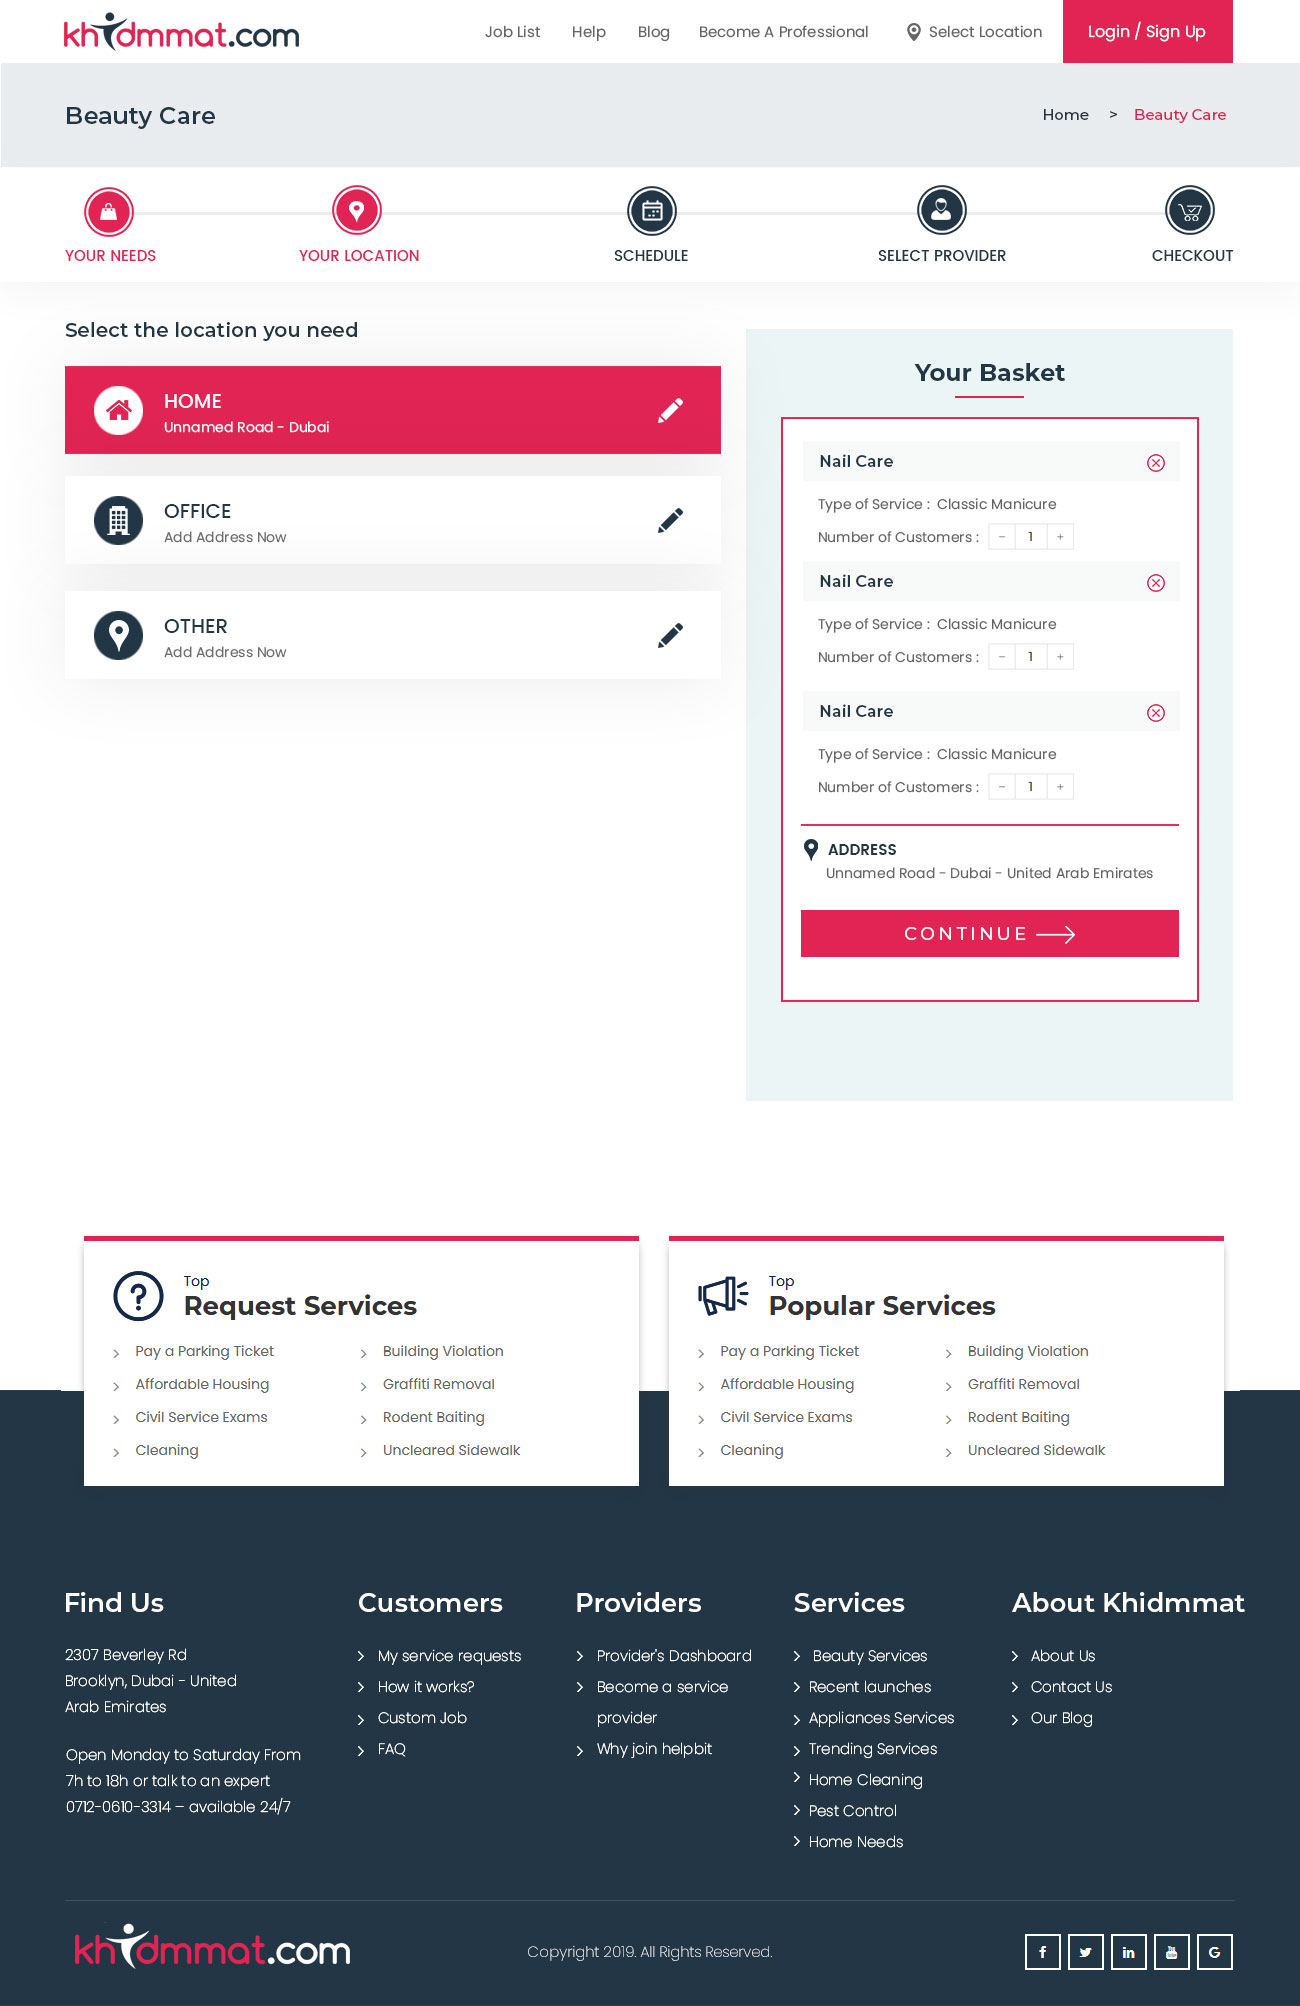 khidmmat.com
Job List Help Blog Become A Professional Select Location Login / Sign Up
Beauty Care
Home > Beauty Care
YOUR NEEDS YOUR LOCATION SCHEDULE SELECT PROVIDER CHECKOUT
Select the location you need
HOME
Unnamed Road - Dubai
OFFICE
Add Address Now
OTHER
Add Address Now
Your Basket
Nail Care
Type of Service : Classic Manicure
Number of Customers : - 1 +
Nail Care
Type of Service : Classic Manicure
Number of Customers : - 1 +
Nail Care
Type of Service : Classic Manicure
Number of Customers : - 1 +
ADDRESS
Unnamed Road - Dubai - United Arab Emirates
CONTINUE
Top
Request Services
Pay a Parking Ticket
Affordable Housing
Civil Service Exams
Cleaning
Building Violation
Graffiti Removal
Rodent Baiting
Uncleared Sidewalk
Top
Popular Services
Pay a Parking Ticket
Affordable Housing
Civil Service Exams
Cleaning
Building Violation
Graffiti Removal
Rodent Baiting
Uncleared Sidewalk
Find Us
2307 Beverley Rd
Brooklyn, Dubai - United
Arab Emirates
Open Monday to Saturday From
7h to 18h or talk to an expert
0712-0610-3314 – available 24/7
Customers
My service requests
How it works?
Custom Job
FAQ
Providers
Provider's Dashboard
Become a service
provider
Why join helpbit
Services
Beauty Services
Recent launches
Appliances Services
Trending Services
Home Cleaning
Pest Control
Home Needs
About Khidmmat
About Us
Contact Us
Our Blog
khidmmat.com
Copyright 2019. All Rights Reserved.